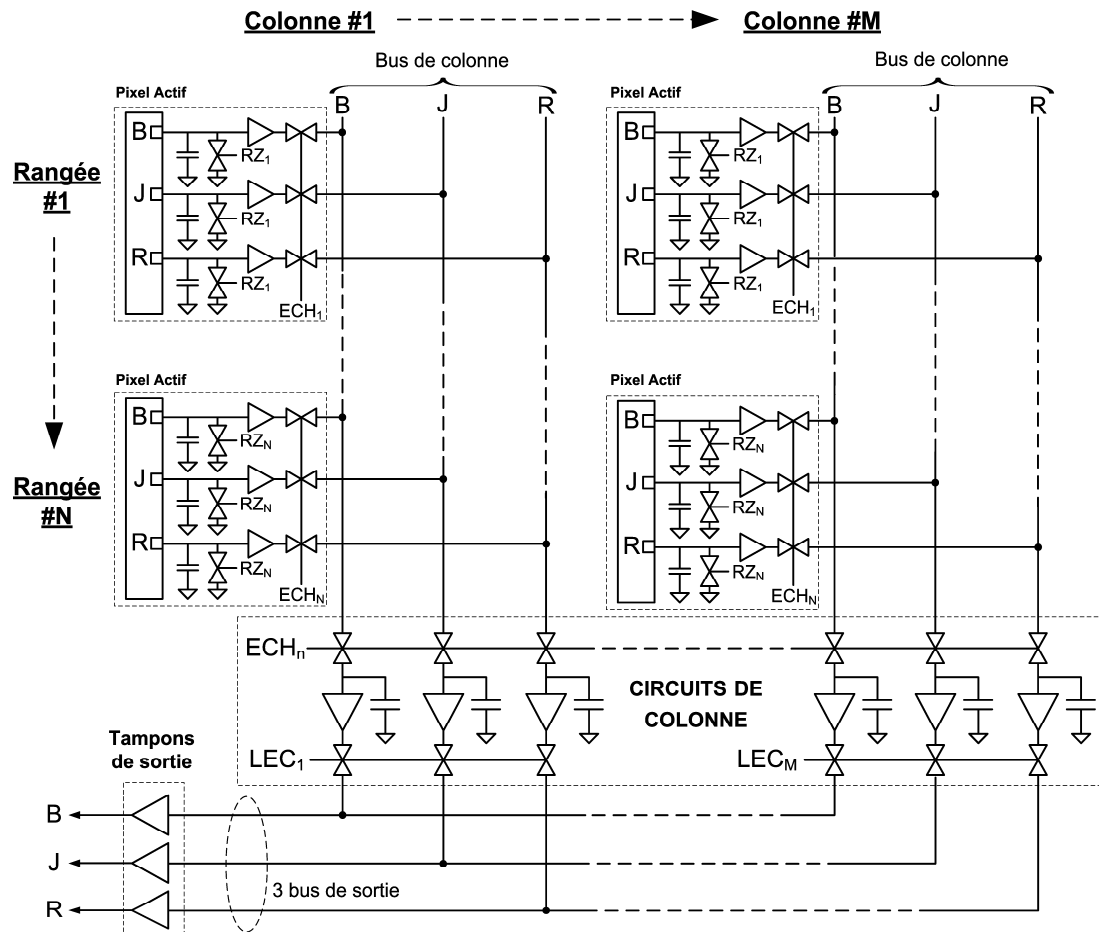 Colonne #1 Colonne #M
Bus de colonne Bus de colonne
Pixel Actif B J R Pixel Actif B J R
Rangée
#1
B RZ₁ B RZ₁
J RZ₁ J RZ₁
R RZ₁ R RZ₁
ECH₁ ECH₁
Pixel Actif Pixel Actif
Rangée
#N
B RZN B RZN
J RZN J RZN
R RZN R RZN
ECHN ECHN
ECHn
CIRCUITS DE
COLONNE
Tampons
de sortie
LEC₁ LECM
B
J
3 bus de sortie
R